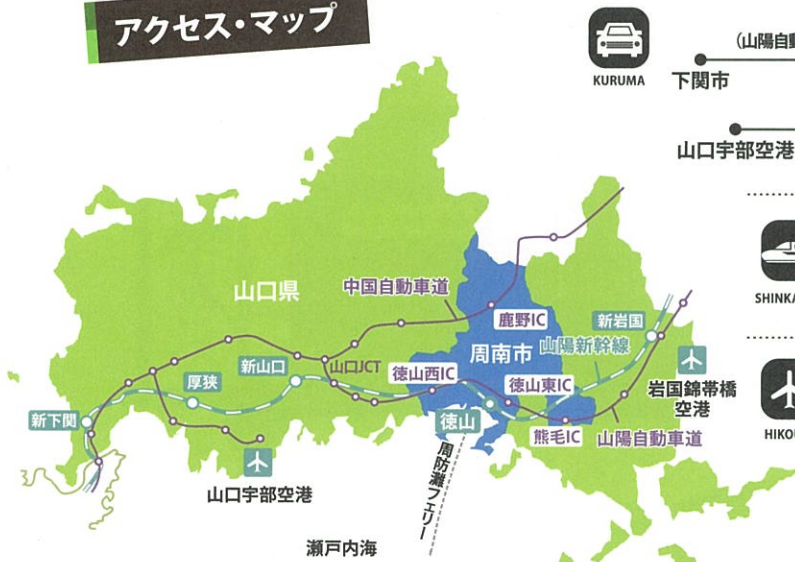 アクセス・マップ
KURUMA
(山陽自動
下関市
山口宇部空港
SHINKA
HIKOU
山口県
中国自動車道
鹿野IC
新岩国
周南市
山陽新幹線
新山口
山口JCT
徳山西IC
徳山東IC
厚狭
岩国錦帯橋
空港
新下関
徳山
熊毛IC
山陽自動車道
周防灘フェリー
山口宇部空港
瀬戸内海